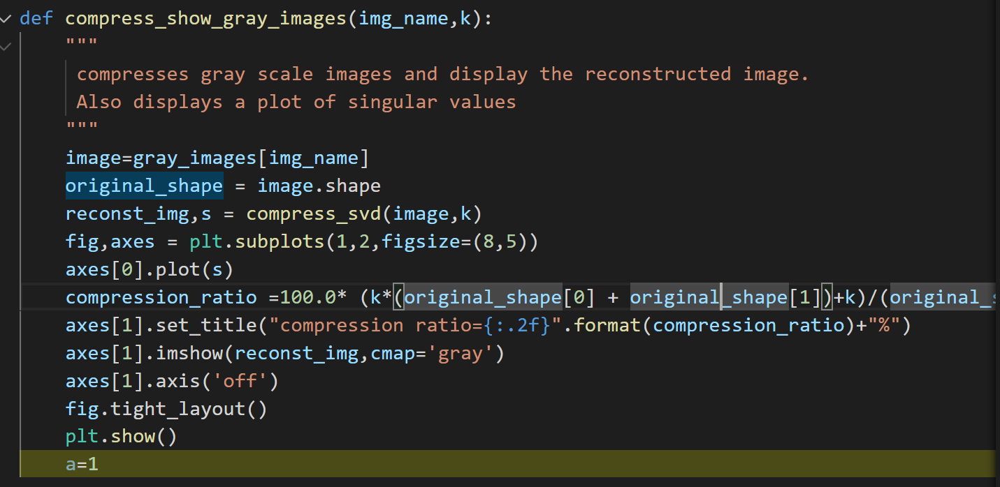 def compress_show_gray_images(img_name,k):
    """
     compresses gray scale images and display the reconstructed image.
     Also displays a plot of singular values
    """
    image=gray_images[img_name]
    original_shape = image.shape
    reconst_img,s = compress_svd(image,k)
    fig,axes = plt.subplots(1,2,figsize=(8,5))
    axes[0].plot(s)
    compression_ratio =100.0* (k*(original_shape[0] + original_shape[1])+k)/(original_s
    axes[1].set_title("compression ratio={:.2f}".format(compression_ratio)+"%")
    axes[1].imshow(reconst_img,cmap='gray')
    axes[1].axis('off')
    fig.tight_layout()
    plt.show()
    a=1